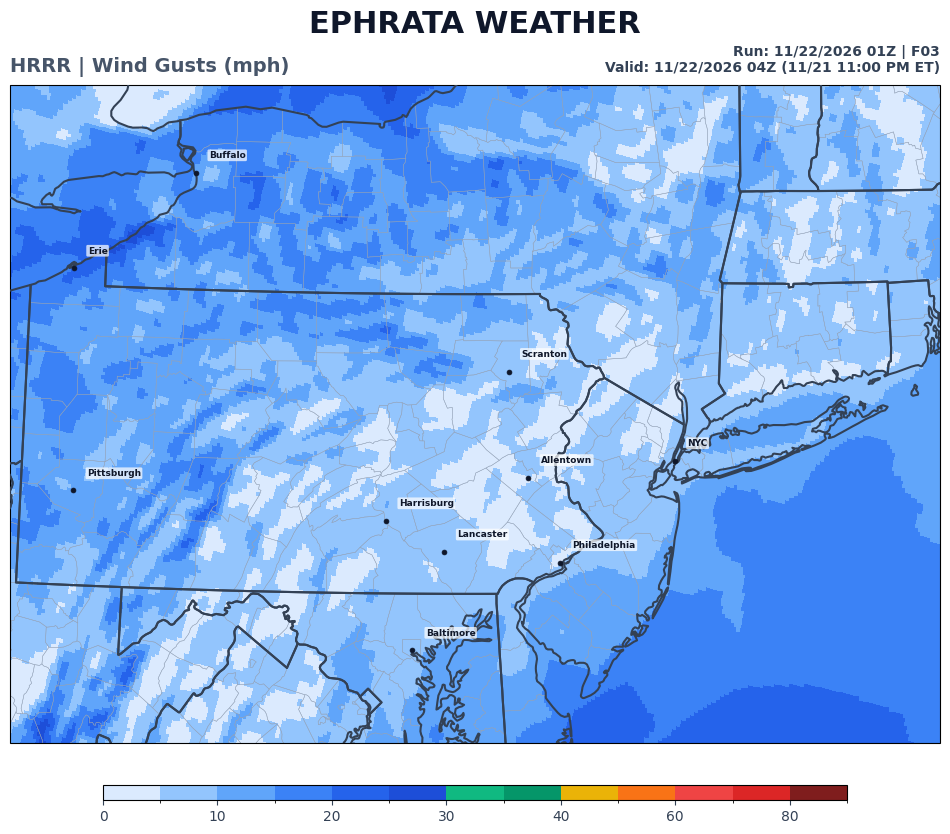 EPHRATA WEATHER
HRRR | Wind Gusts (mph)
Run: 11/22/2026 01Z | F03
Valid: 11/22/2026 04Z (11/21 11:00 PM ET)
Buffalo
Erie
Scranton
NYC
Allentown
Pittsburgh
Harrisburg
Lancaster
Philadelphia
Baltimore
0 10 20 30 40 50 60 70 80